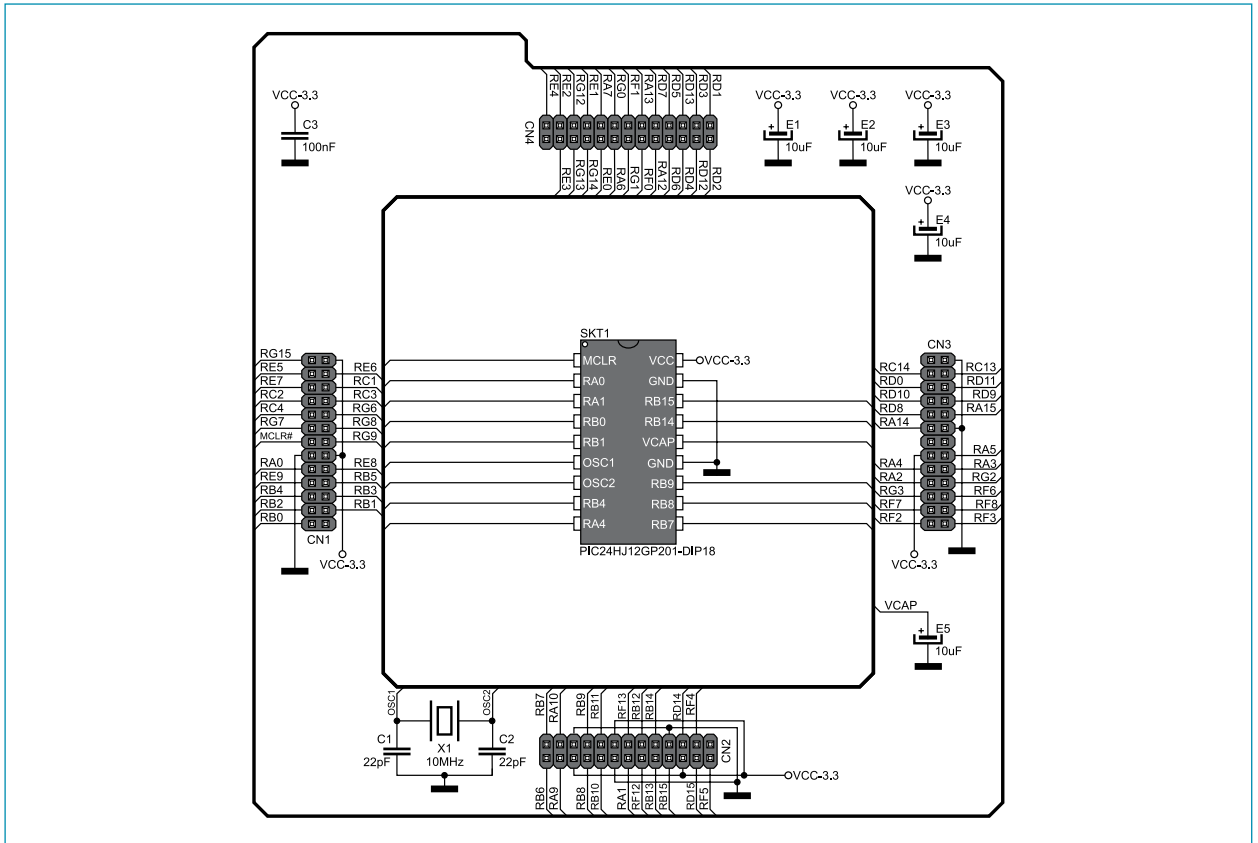 RE4
RE2
RG12
RE1
RA7
RG0
RF1
RA13
RD7
RD5
RD13
RD3
RD1
CN4
RE3
RG13
RG14
RE0
RA6
RG1
RF0
RA12
RD6
RD4
RD12
RD2
VCC-3.3
C3
100nF
VCC-3.3
+ E1
10uF
VCC-3.3
+ E2
10uF
VCC-3.3
+ E3
10uF
VCC-3.3
+ E4
10uF
RG15
RE5
RE7
RC2
RC4
RG7
MCLR#
RA0
RE9
RB4
RB2
RB0
RE6
RC1
RC3
RG6
RG8
RG9
RE8
RB5
RB3
RB1
CN1
VCC-3.3
SKT1
MCLR VCC VCC-3.3
RA0 GND
RA1 RB15
RB0 RB14
RB1 VCAP
OSC1 GND
OSC2 RB9
RB4 RB8
RA4 RB7
PIC24HJ12GP201-DIP18
CN3
RC14
RD0
RD10
RD8
RA14
RA4
RA2
RG3
RF7
RF2
RC13
RD11
RD9
RA15
RA5
RA3
RG2
RF6
RF8
RF3
VCC-3.3
VCAP
+ E5
10uF
OSC1
OSC2
C1
22pF
X1
10MHz
C2
22pF
RB7
RA10
RB9
RB11
RF13
RB12
RB14
RD14
RF4
CN2
VCC-3.3
RB6
RA9
RB8
RB10
RA1
RF12
RB13
RB15
RD15
RF5